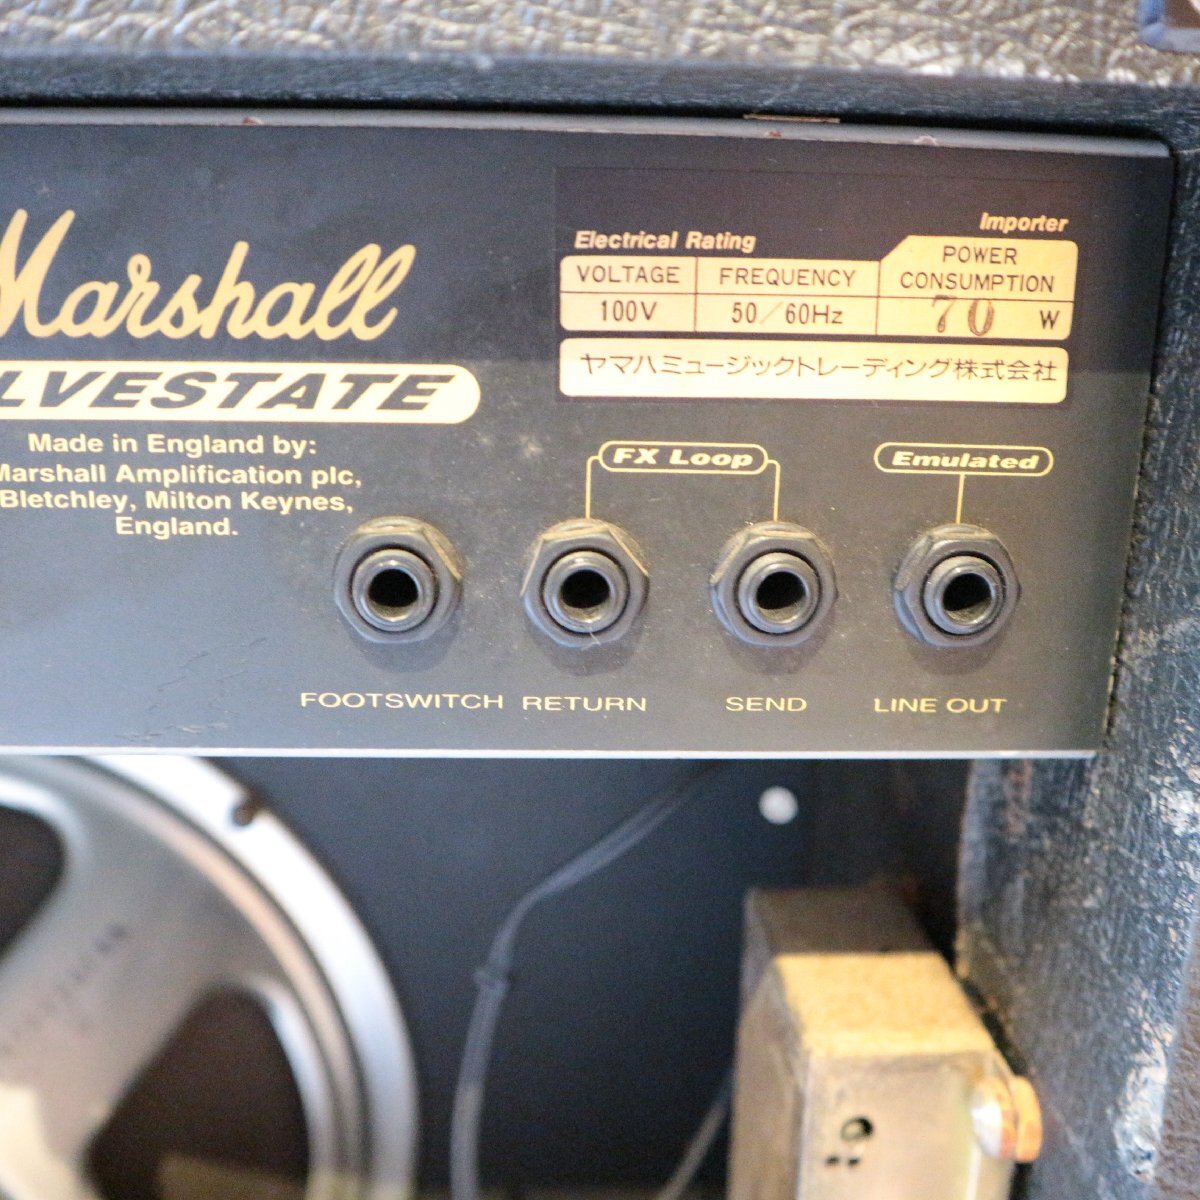 Marshall
LVESTATE
Made in England by:
Marshall Amplification plc,
Bletchley, Milton Keynes,
England.
Importer
Electrical Rating
VOLTAGE FREQUENCY POWER CONSUMPTION
100V 50/60Hz 70 W
ヤマハミュージックトレーディング株式会社
FX Loop Emulated
FOOTSWITCH RETURN SEND LINE OUT